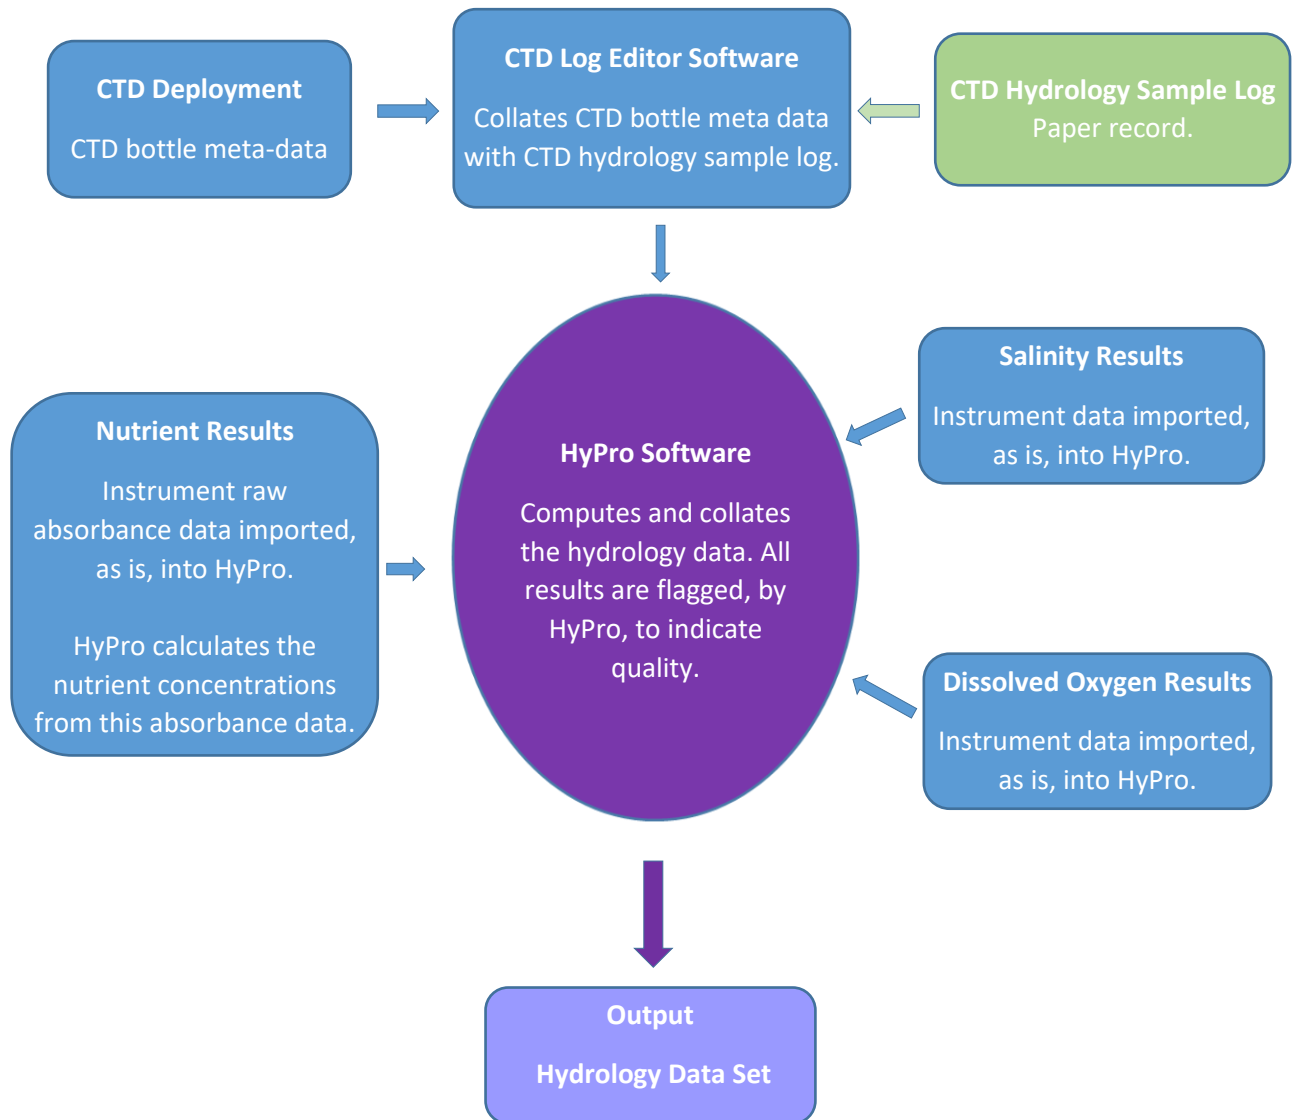 CTD Deployment
CTD bottle meta-data
CTD Log Editor Software
Collates CTD bottle meta data
with CTD hydrology sample log.
CTD Hydrology Sample Log
Paper record.
Nutrient Results
Instrument raw
absorbance data imported,
as is, into HyPro.
HyPro calculates the
nutrient concentrations
from this absorbance data.
HyPro Software
Computes and collates
the hydrology data. All
results are flagged, by
HyPro, to indicate
quality.
Salinity Results
Instrument data imported,
as is, into HyPro.
Dissolved Oxygen Results
Instrument data imported,
as is, into HyPro.
Output
Hydrology Data Set